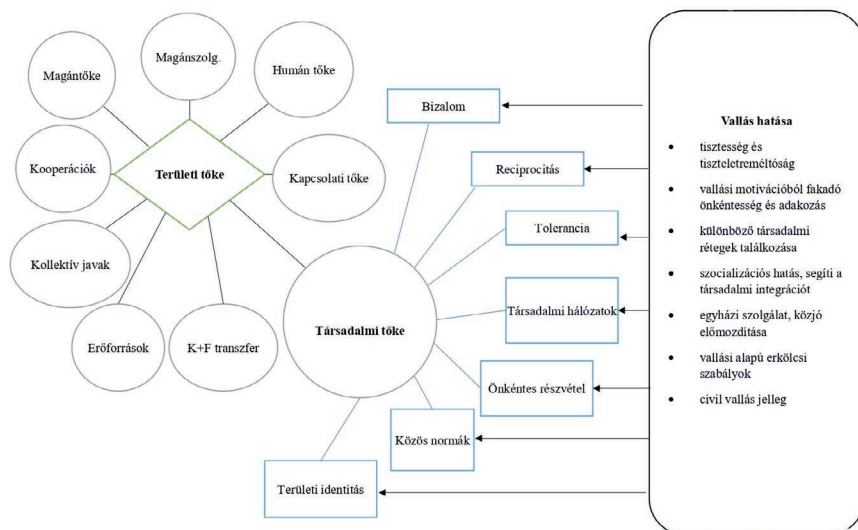 Magánszolg.
Magántőke
Humán tőke
Kooperációk
Területi tőke
Kapcsolati tőke
Kollektív javak
Erőforrások
K+F transzfer
Társadalmi tőke
Bizalom
Reciprocitás
Tolerancia
Társadalmi hálózatok
Önkéntes részvétel
Közös normák
Területi identitás
Vallás hatása
• tisztesség és
tiszteletreméltóság
• vallási motivációból fakadó
önkéntesség és adakozás
• különböző társadalmi
rétegek találkozása
• szocializációs hatás, segíti a
társadalmi integrációt
• egyházi szolgálat, közjó
előmozdítása
• vallási alapú erkölcsi
szabályok
• civil vallás jelleg